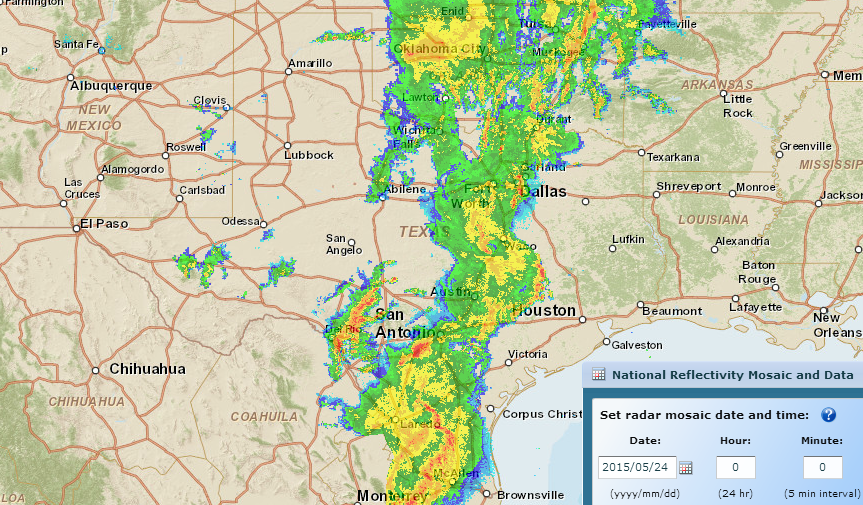 Farmington
Enid
Tulsa
Fayetteville
Santa Fe
Oklahoma City
Muskogee
p
Amarillo
Albuquerque
ARKANSAS
Mem
Clovis
Lawton
Little
Rock
NEW
MEXICO
Durant
Wichita
Falls
Greenville
Roswell
Lubbock
Texarkana
MISSISSIP
Alamogordo
Garland
Las
Cruces
Carlsbad
Abilene
Fort
Worth
Dallas
Shreveport
Monroe
Jackson
El Paso
Odessa
LOUISIANA
TEXAS
San
Angelo
Waco
Lufkin
Alexandria
Baton
Rouge
Austin
Houston
Beaumont
Lafayette
New
Orleans
San
Antonio
Del Rio
Galveston
Victoria
Chihuahua
National Reflectivity Mosaic and Data
CHIHUAHUA
COAHUILA
Corpus Christ
Set radar mosaic date and time: ?
Laredo
Date: Hour: Minute:
2015/05/24 0 0
McAllen
LOA
Monterrey
Brownsville
(yyyy/mm/dd) (24 hr) (5 min interval)